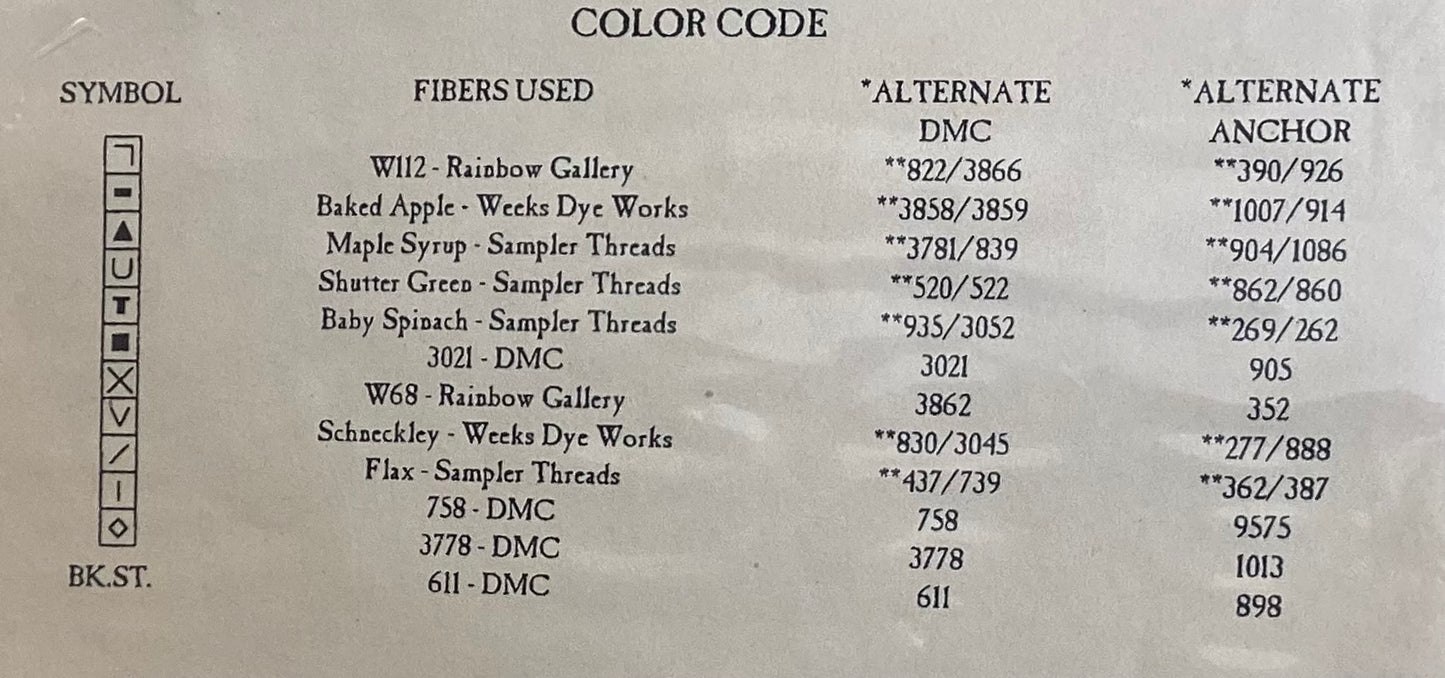 COLOR CODE
SYMBOL FIBERS USED *ALTERNATE DMC *ALTERNATE ANCHOR
W112 - Rainbow Gallery **822/3866 **390/926
Baked Apple - Weeks Dye Works **3858/3859 **1007/914
Maple Syrup - Sampler Threads **3781/839 **904/1086
Shutter Green - Sampler Threads **520/522 **862/860
Baby Spinach - Sampler Threads **935/3052 **269/262
3021 - DMC 3021 905
W68 - Rainbow Gallery 3862 352
Schneckley - Weeks Dye Works **830/3045 **277/888
Flax - Sampler Threads **437/739 **362/387
758 - DMC 758 9575
3778 - DMC 3778 1013
BK.ST. 611 - DMC 611 898